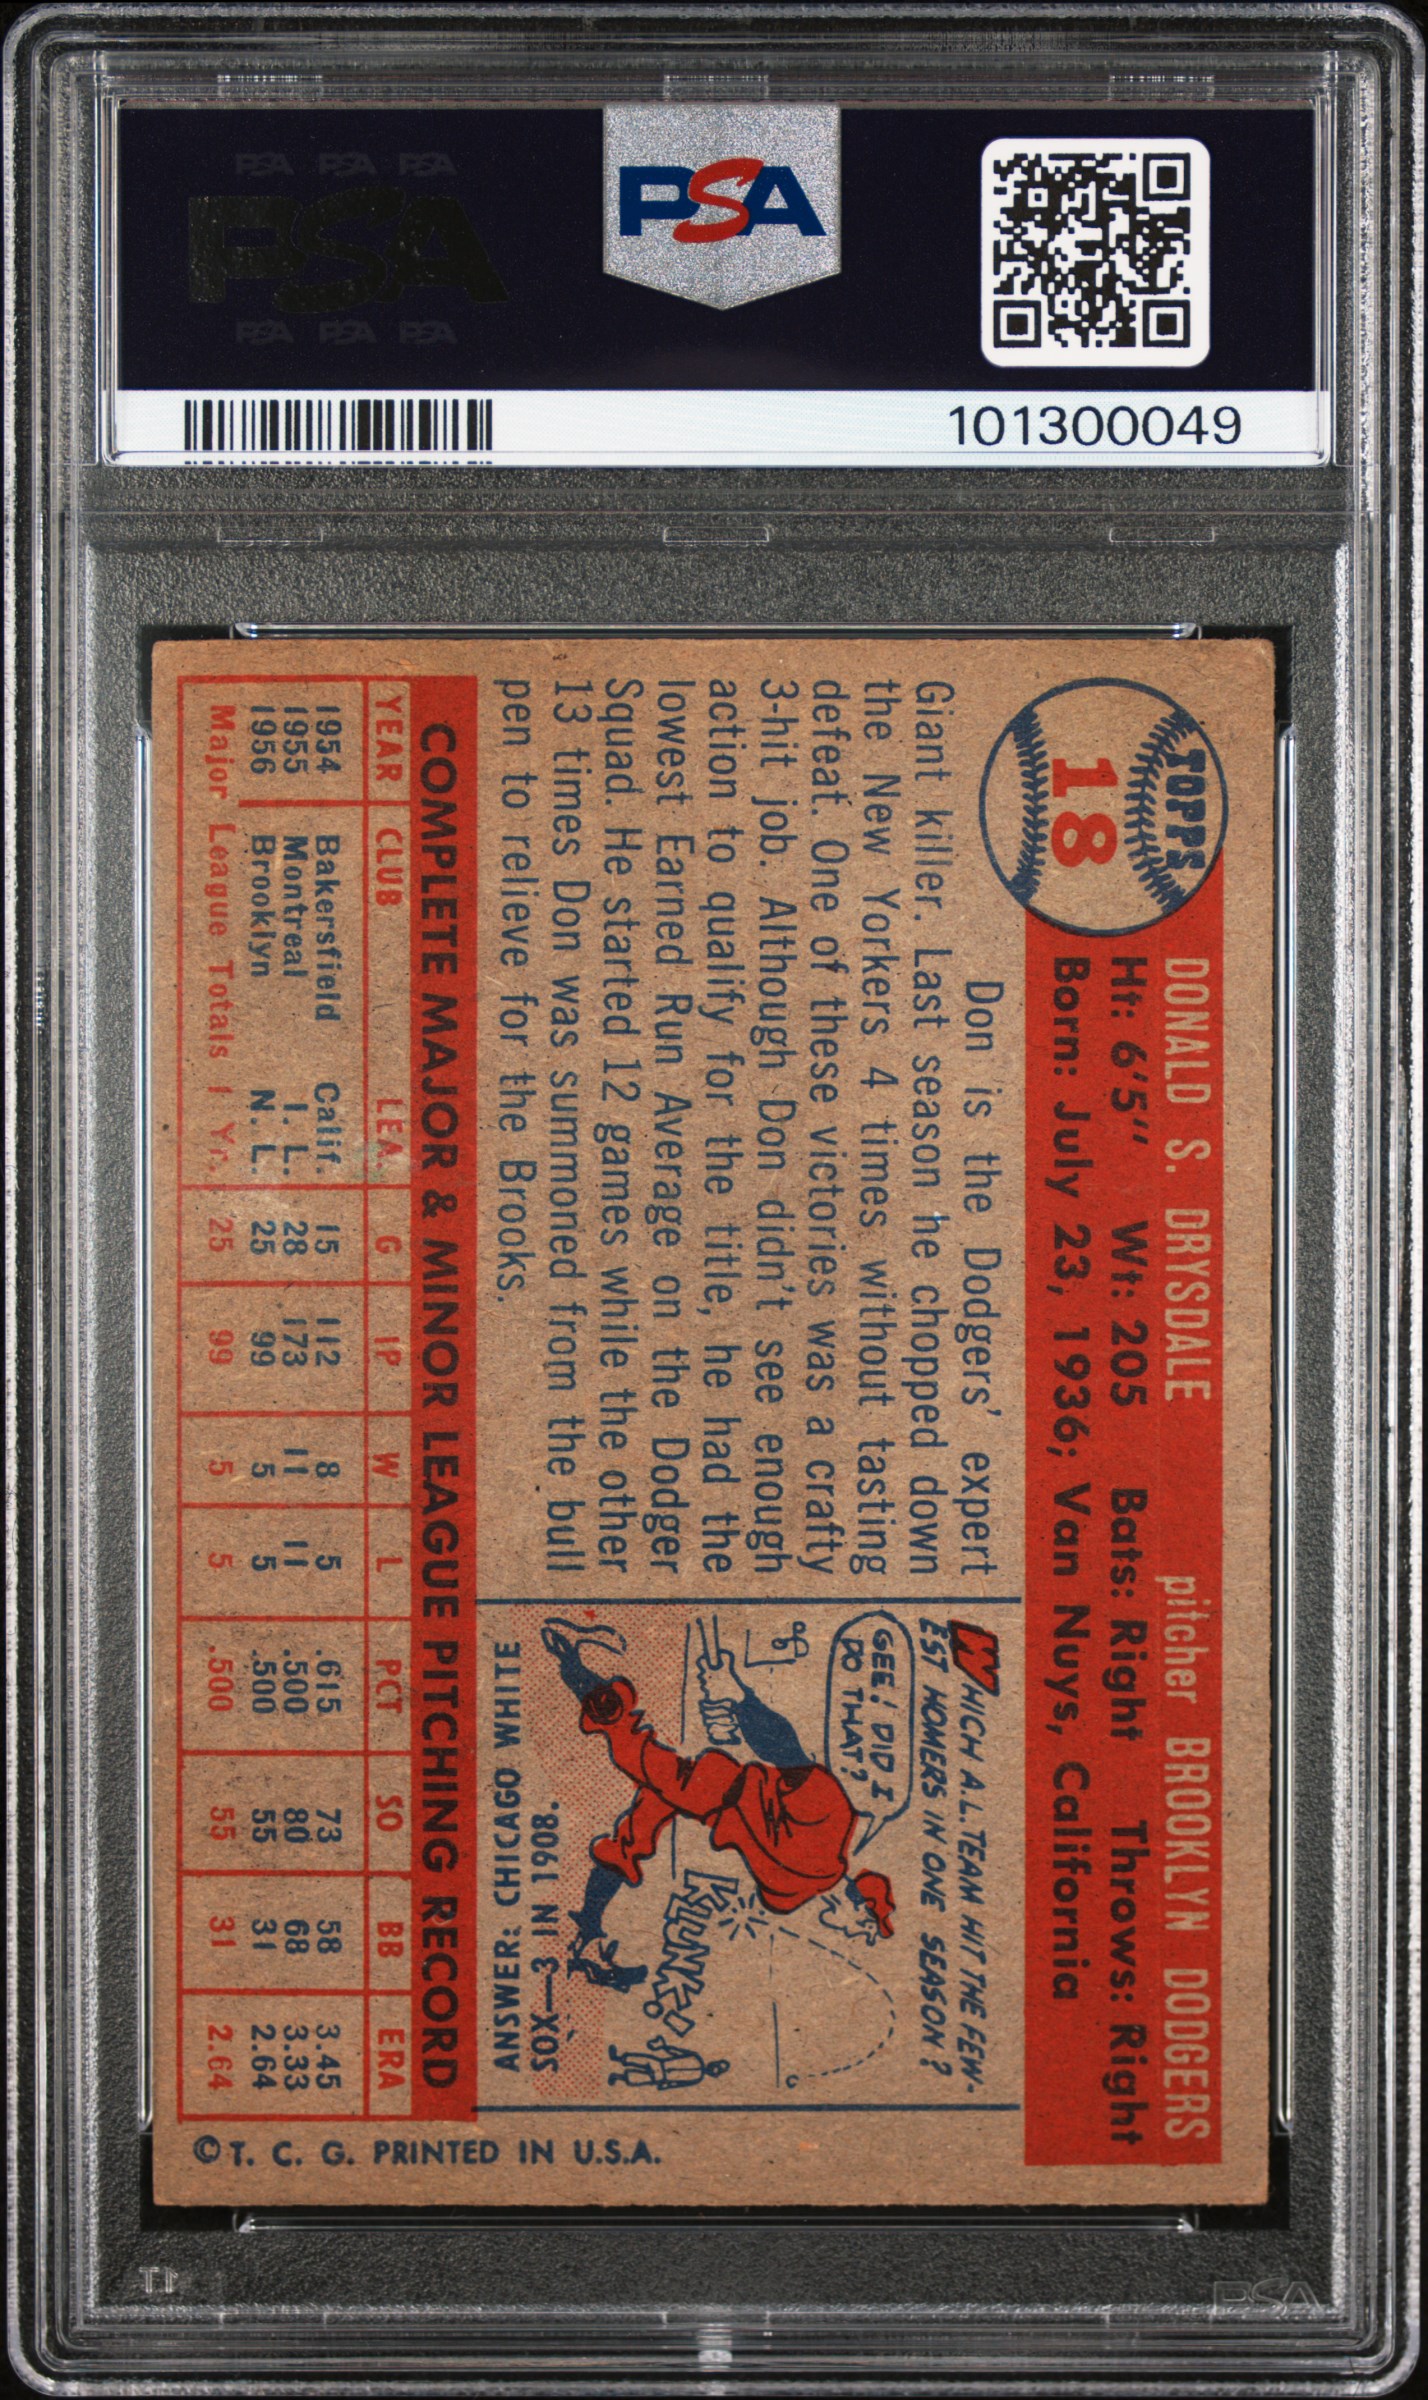 PSA PSA PSA
PSA
PSA PSA PSA
PSA
101300049
TOPPS
18
DONALD S. DRYSDALE pitcher BROOKLYN DODGERS
Ht: 6'5" Wt: 205 Bats: Right Throws: Right
Born: July 23, 1936; Van Nuys, California
Don is the Dodgers' expert
Giant killer. Last season he chopped down
the New Yorkers 4 times without tasting
defeat. One of these victories was a crafty
3-hit job. Although Don didn't see enough
action to qualify for the title, he had the
lowest Earned Run Average on the Dodger
Squad. He started 12 games while the other
13 times Don was summoned from the bull
pen to relieve for the Brooks.
WHICH A.L. TEAM HIT THE FEW-
EST HOMERS IN ONE SEASON?
GEE! DID I
DO THAT?
KLUNK!
ANSWER: CHICAGO WHITE
SOX—3 IN 1908.
COMPLETE MAJOR & MINOR LEAGUE PITCHING RECORD
YEAR CLUB LEA. G IP W L PCT SO BB ERA
1954 Bakersfield Calif. 15 112 8 5 .615 73 58 3.45
1955 Montreal I. L. 28 173 11 11 .500 80 68 3.33
1956 Brooklyn N. L. 25 99 5 5 .500 55 31 2.64
Major League Totals 1 Yr. 25 99 5 5 .500 55 31 2.64
© T. C. G. PRINTED IN U.S.A.
PSA